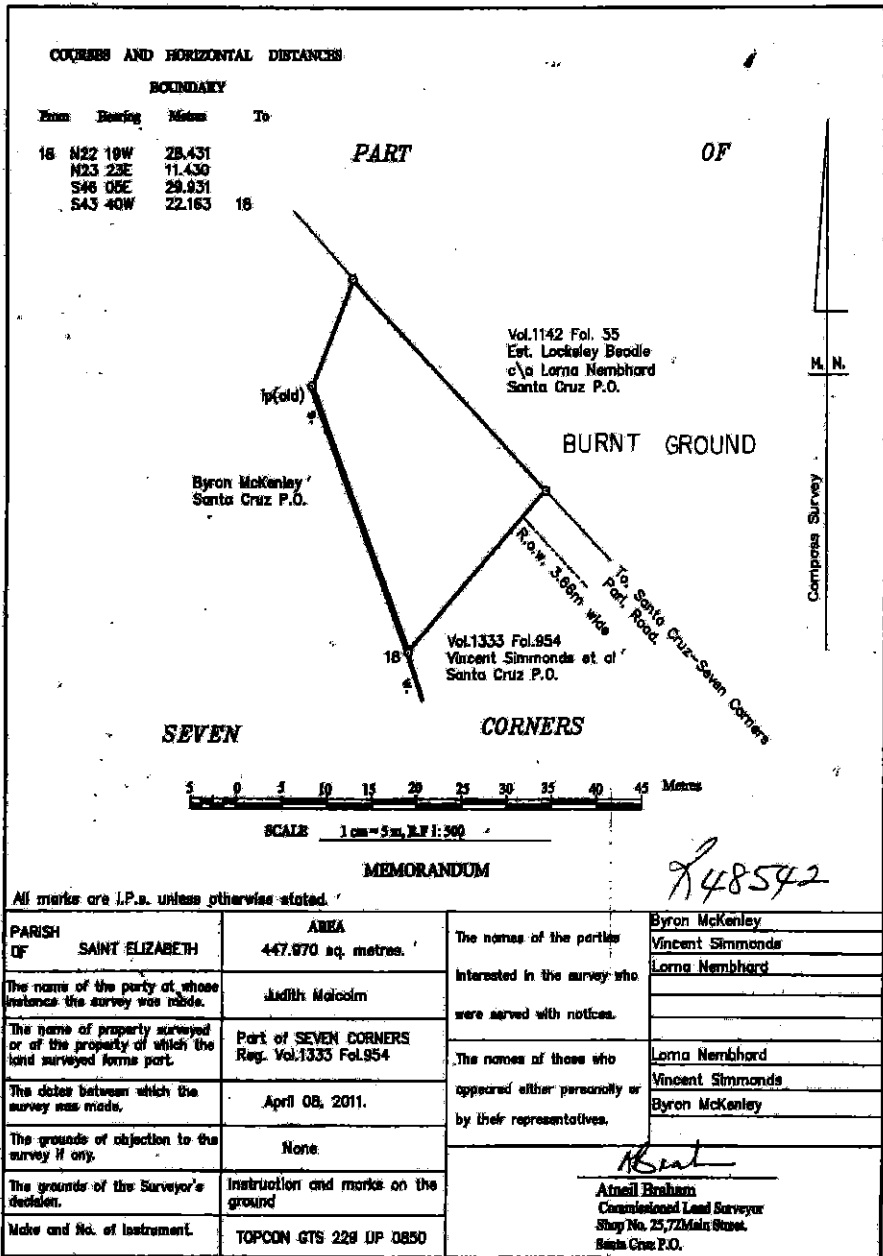 COURSES AND HORIZONTAL DISTANCES
BOUNDARY
From Bearing Metres To
18 N22 19W 28.431
N23 23E 11.430
S46 05E 29.931
S43 40W 22.163 18
PART OF
Vol.1142 Fol. 55
Est. Locksley Beadle
c\o Lorna Nembhard
Santa Cruz P.O.
M. N.
Ip(old)
BURNT GROUND
Byron McKenley
Santa Cruz P.O.
Compass Survey
R.o.w. 3.66m wide
To. Santa Cruz-Seven Corners
Part. Road.
18
Vol.1333 Fol.954
Vincent Simmonds et al
Santa Cruz P.O.
w.
SEVEN CORNERS
5 0 5 10 15 20 25 30 35 40 45 Metres
SCALE 1 cm = 5 m, R.F 1: 500
MEMORANDUM
All marks are I.P.s. unless otherwise stated.
48542
PARISH
OF SAINT ELIZABETH
AREA
447.970 sq. metres.
The name of the party at whose
instance the survey was made.
Judith Malcolm
The name of property surveyed
or of the property of which the
land surveyed forms part.
Part of SEVEN CORNERS
Reg. Vol.1333 Fol.954
The dates between which the
survey was made.
April 08, 2011.
The grounds of objection to the
survey if any.
None
The grounds of the Surveyor's
decision.
Instruction and marks on the
ground
Make and No. of Instrument.
TOPCON GTS 229 UP 0850
The names of the parties
interested in the survey who
were served with notices.
Byron McKenley
Vincent Simmonds
Lorna Nembhard
The names of those who
appeared either personally or
by their representatives.
Lorna Nembhard
Vincent Simmonds
Byron McKenley
Atneil Braham
Commissioned Land Surveyor
Shop No. 25,72Main Street,
Santa Cruz P.O.